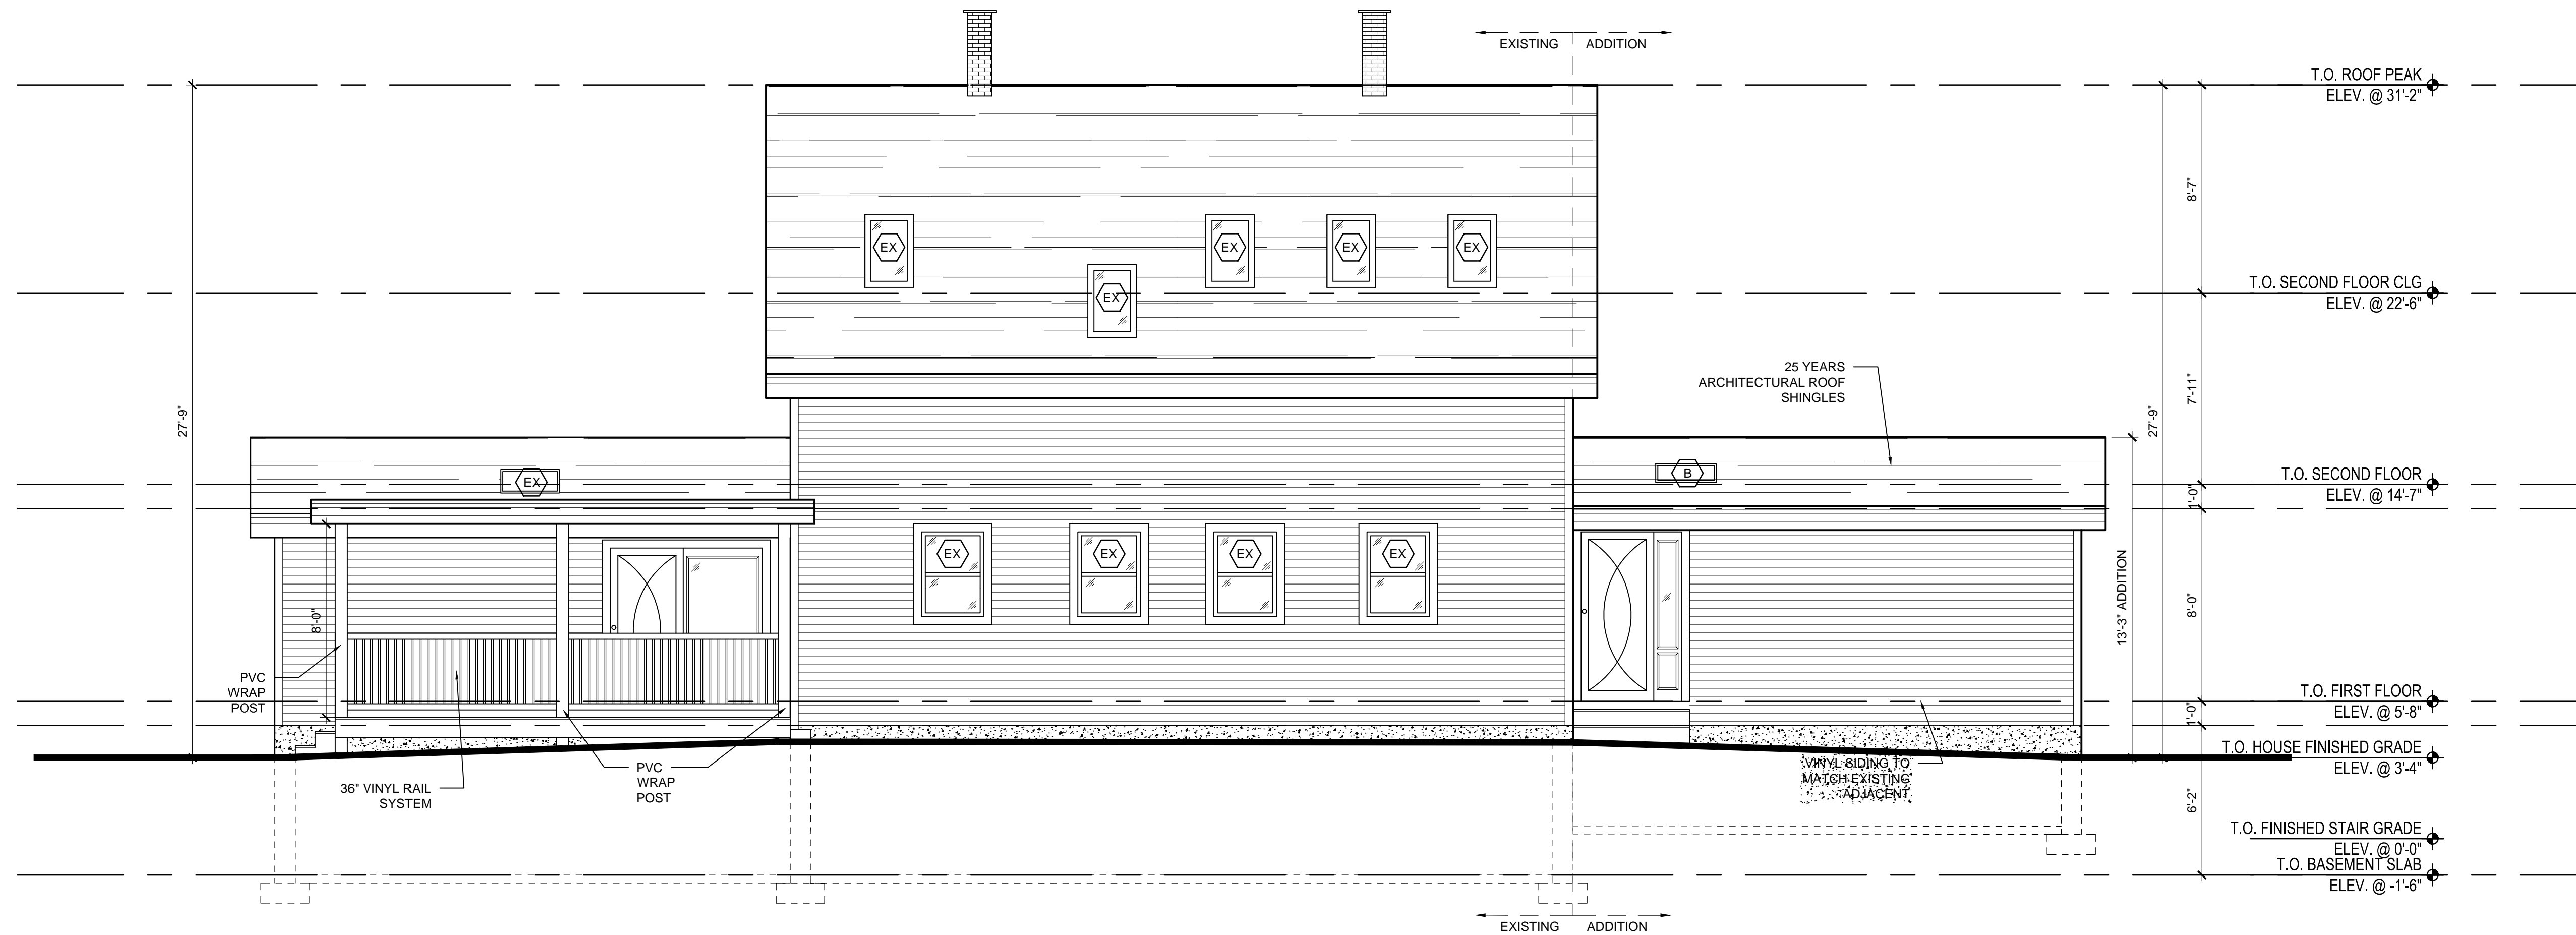 EXISTING
ADDITION
T.O. ROOF PEAK
ELEV. @ 31'-2"
8'-7"
EX
EX
EX
EX
EX
T.O. SECOND FLOOR CLG
ELEV. @ 22'-6"
25 YEARS
ARCHITECTURAL ROOF
SHINGLES
7'-11"
27'-9"
27'-9"
EX
B
T.O. SECOND FLOOR
ELEV. @ 14'-7"
1'-0"
EX
EX
EX
EX
8'-0"
8'-0"
13'-3" ADDITION
PVC
WRAP
POST
T.O. FIRST FLOOR
ELEV. @ 5'-8"
1'-0"
T.O. HOUSE FINISHED GRADE
ELEV. @ 3'-4"
36" VINYL RAIL
SYSTEM
PVC
WRAP
POST
VINYL SIDING TO
MATCH EXISTING
ADJACENT
6'-2"
T.O. FINISHED STAIR GRADE
ELEV. @ 0'-0"
T.O. BASEMENT SLAB
ELEV. @ -1'-6"
EXISTING
ADDITION